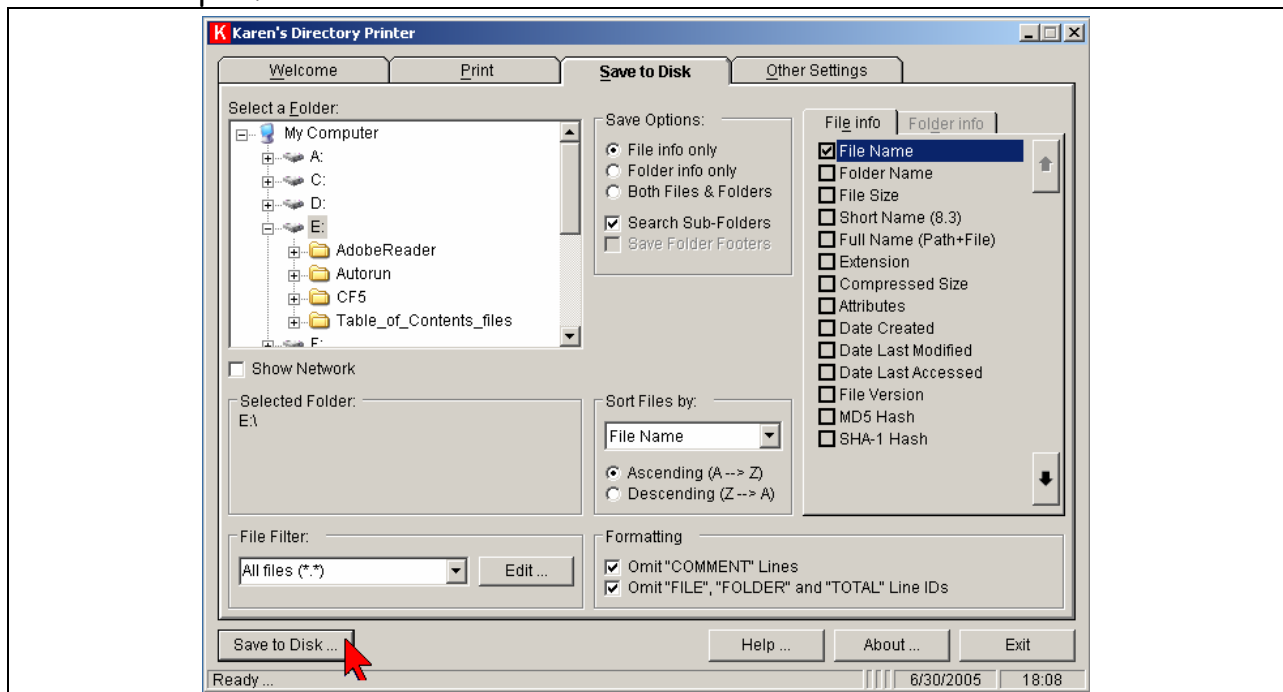 Karen's Directory Printer
Welcome
Print
Save to Disk
Other Settings
Select a Folder:
My Computer
A:
C:
D:
E:
AdobeReader
Autorun
CF5
Table_of_Contents_files
Show Network
Selected Folder:
E:\
File Filter:
All files (*.*)
Edit ...
Save Options:
File info only
Folder info only
Both Files & Folders
Search Sub-Folders
Save Folder Footers
Sort Files by:
File Name
Ascending (A --> Z)
Descending (Z --> A)
File info
Folder info
File Name
Folder Name
File Size
Short Name (8.3)
Full Name (Path+File)
Extension
Compressed Size
Attributes
Date Created
Date Last Modified
Date Last Accessed
File Version
MD5 Hash
SHA-1 Hash
Formatting
Omit "COMMENT" Lines
Omit "FILE", "FOLDER" and "TOTAL" Line IDs
Save to Disk ...
Help ...
About ...
Exit
Ready ...
6/30/2005
18:08